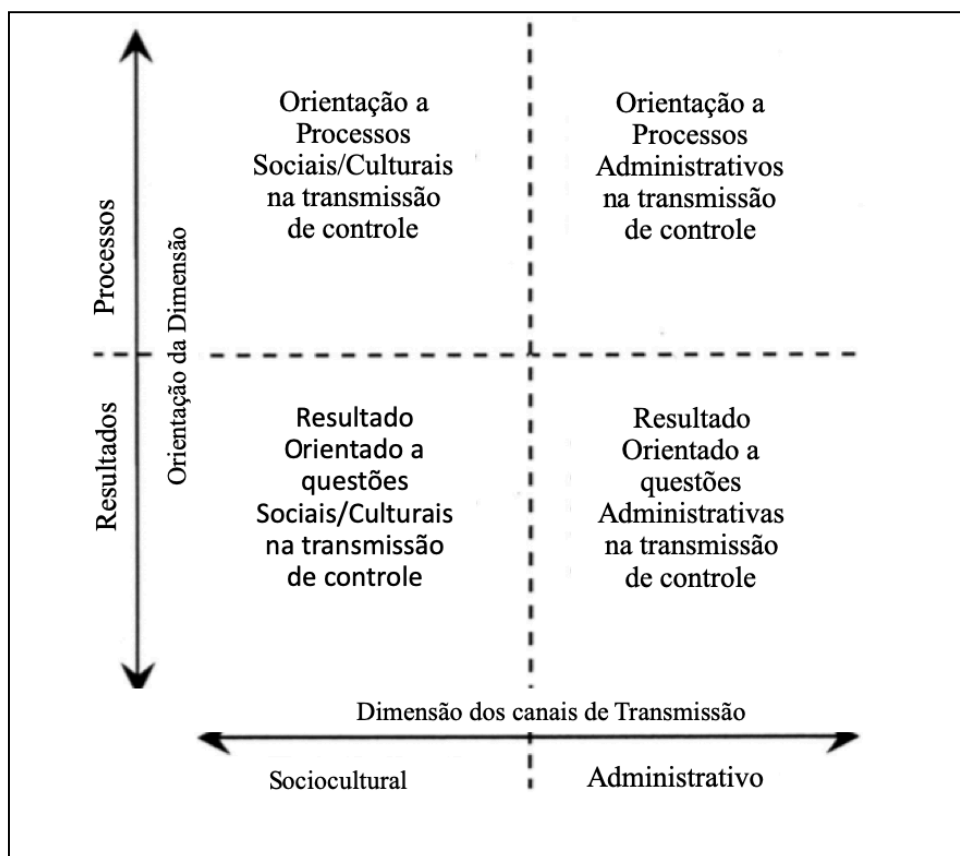 Orientação a
Processos
Sociais/Culturais
na transmissão
de controle
Orientação a
Processos
Administrativos
na transmissão
de controle
Processos
Orientação da Dimensão
Resultados
Resultado
Orientado a
questões
Sociais/Culturais
na transmissão
de controle
Resultado
Orientado a
questões
Administrativas
na transmissão
de controle
Dimensão dos canais de Transmissão
Sociocultural
Administrativo